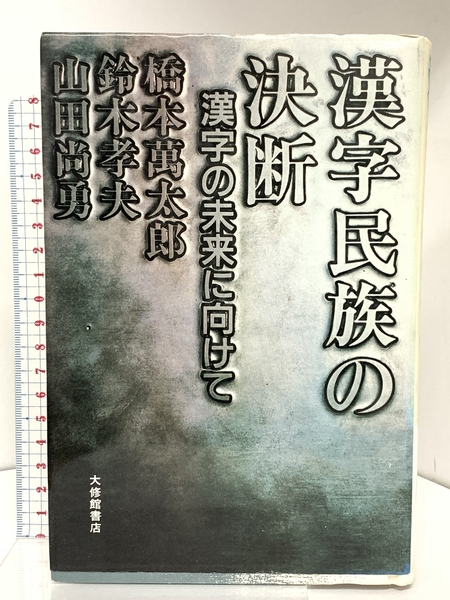 漢字民族の
決断
漢字の未来に向けて
橋本萬太郎
鈴木孝夫
山田尚勇
大修館書店